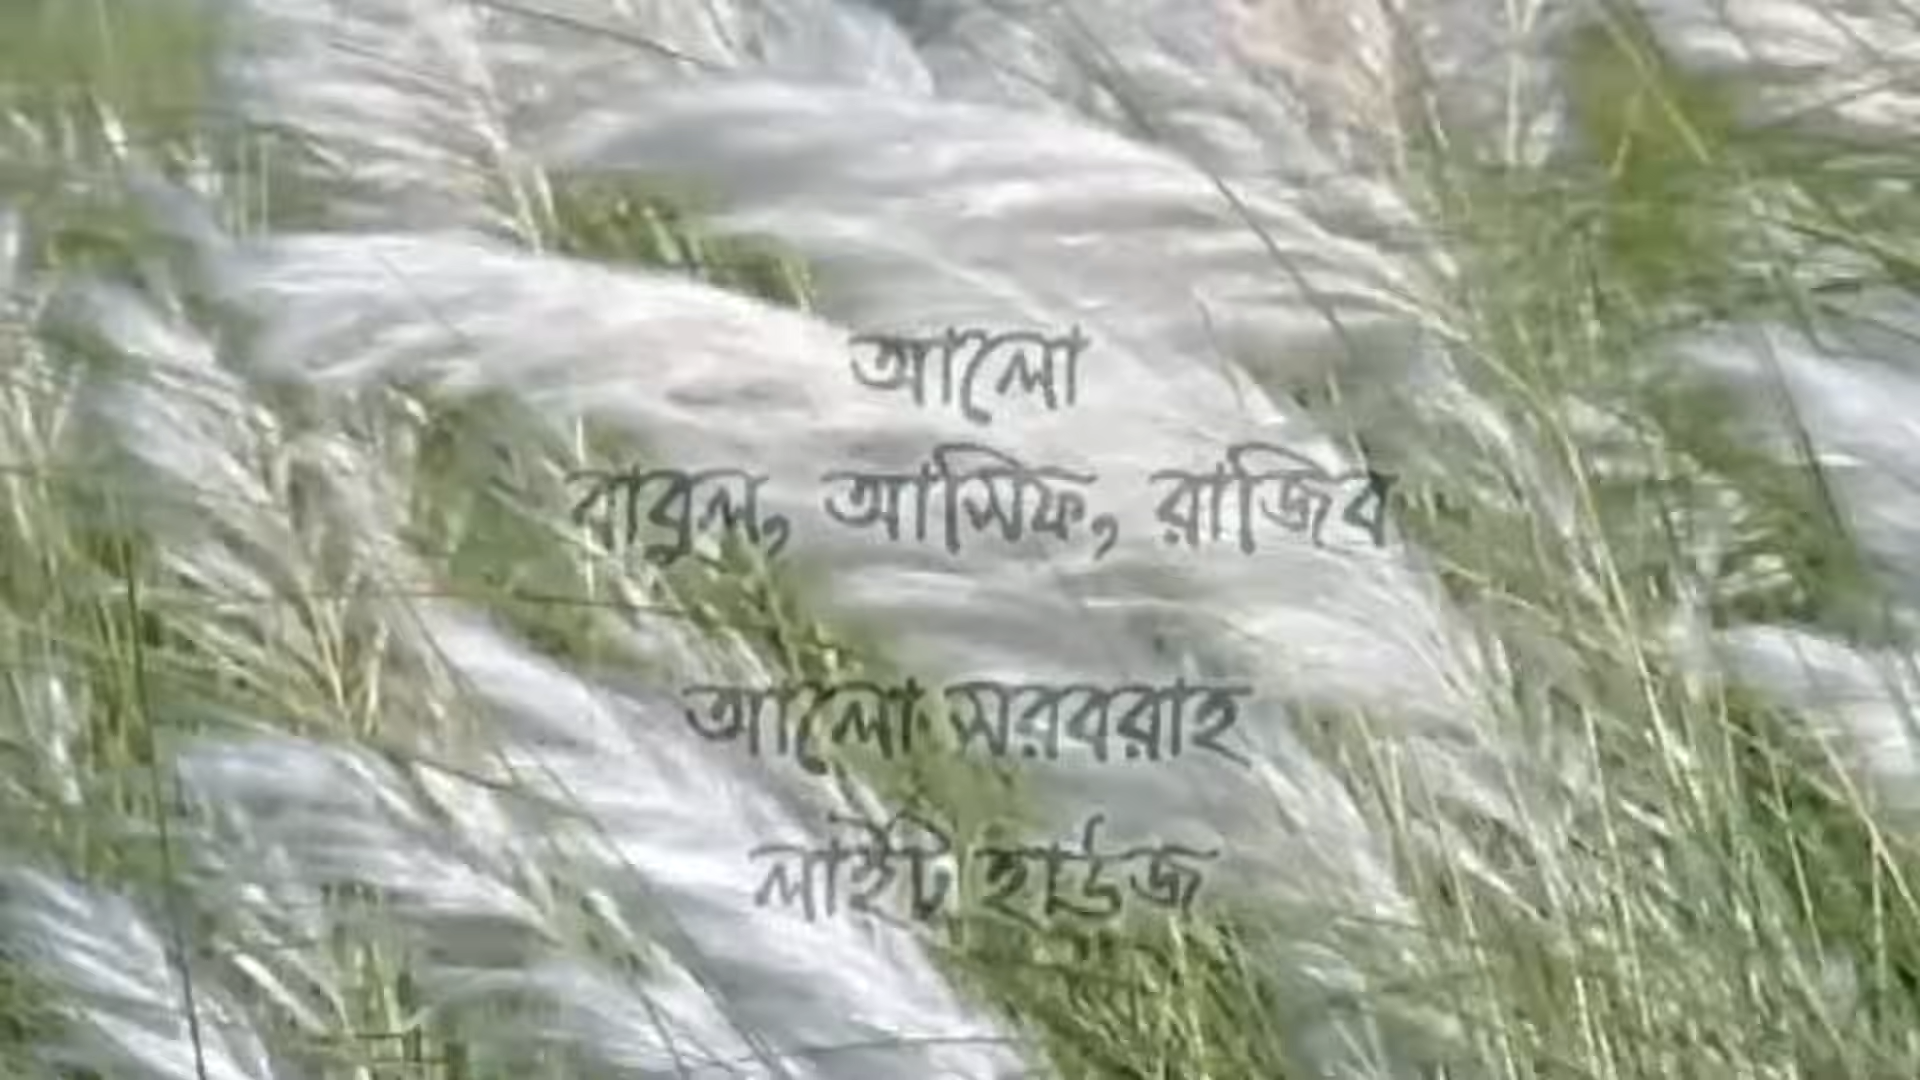 আলো
বাবুল, আসিফ, রাজিব
আলো সরবরাহ
লাইট হাউজ